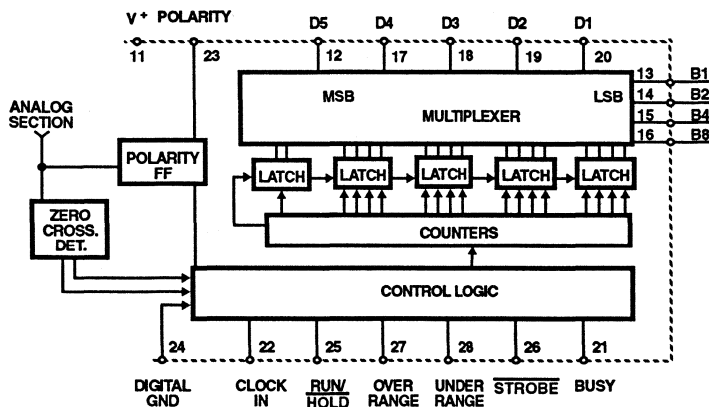 V+ POLARITY D5 D4 D3 D2 D1
11 23 12 17 18 19 20
MSB LSB
MULTIPLEXER
13 B1
14 B2
15 B4
16 B8
ANALOG
SECTION
POLARITY
FF
LATCH LATCH LATCH LATCH LATCH
ZERO
CROSS.
DET.
COUNTERS
CONTROL LOGIC
24 22 25 27 28 26 21
DIGITAL
GND
CLOCK
IN
RUN/
HOLD
OVER
RANGE
UNDER
RANGE
STROBE
BUSY